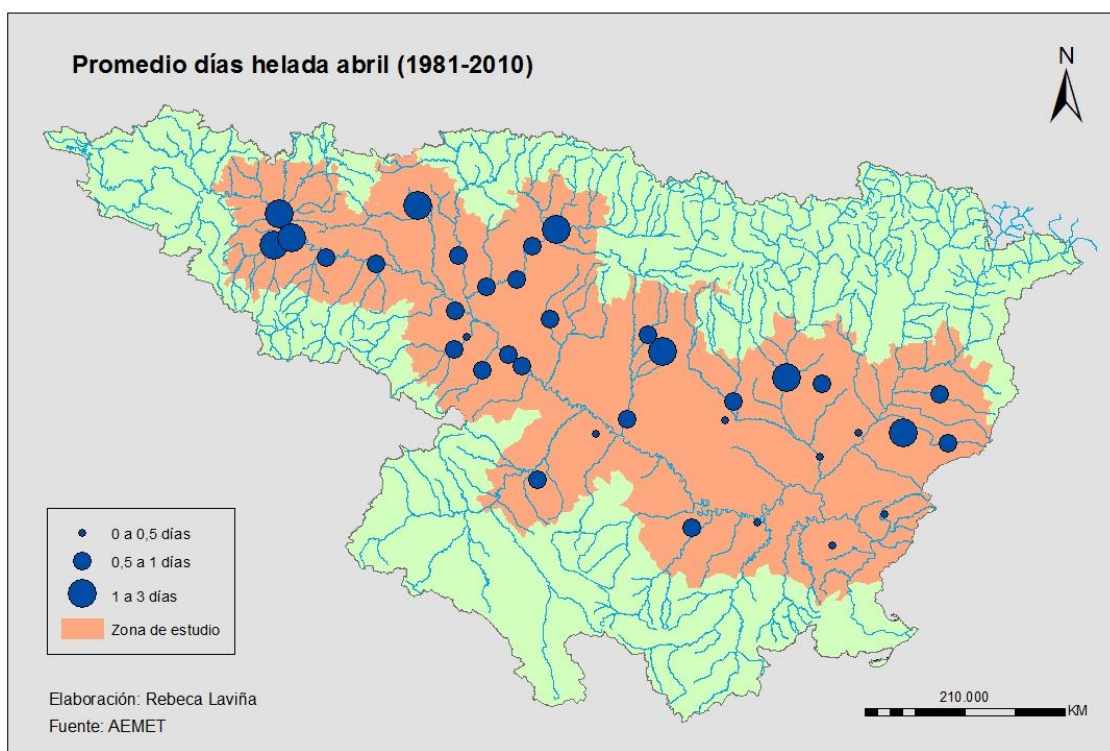 Promedio días helada abril (1981-2010)
N
0 a 0,5 días
0,5 a 1 días
1 a 3 días
Zona de estudio
Elaboración: Rebeca Laviña
Fuente: AEMET
210.000
KM